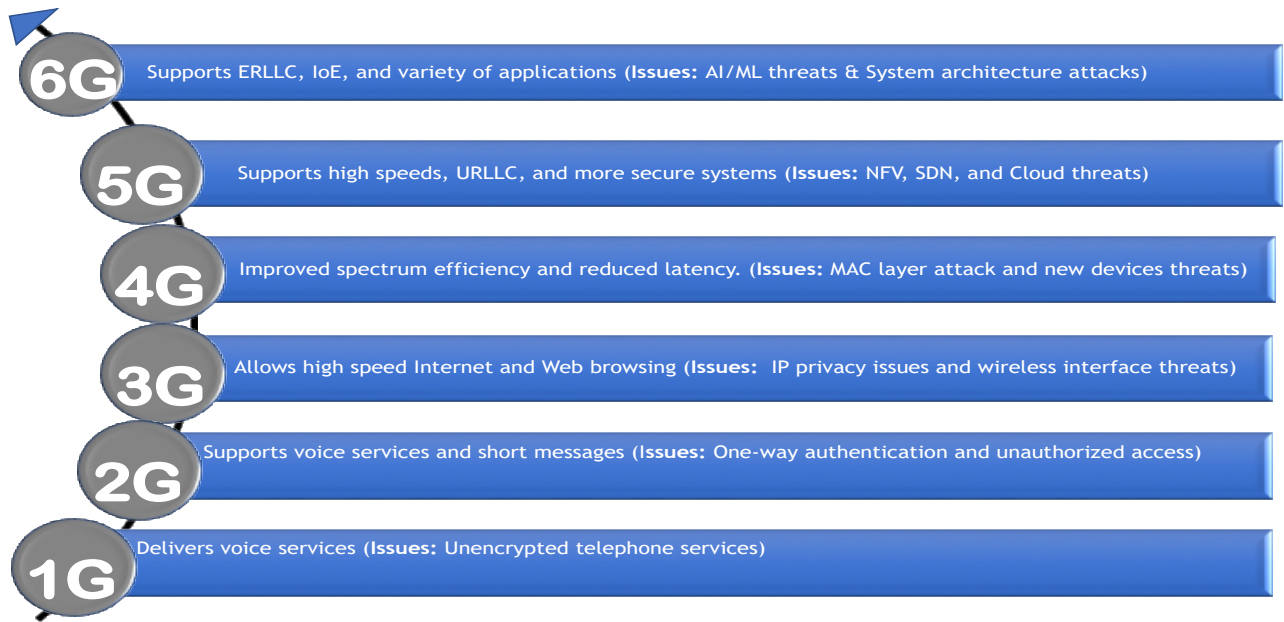 6G
Supports ERLLC, IoE, and variety of applications (Issues: AI/ML threats & System architecture attacks)
5G
Supports high speeds, URLLC, and more secure systems (Issues: NFV, SDN, and Cloud threats)
4G
Improved spectrum efficiency and reduced latency. (Issues: MAC layer attack and new devices threats)
3G
Allows high speed Internet and Web browsing (Issues: IP privacy issues and wireless interface threats)
2G
Supports voice services and short messages (Issues: One-way authentication and unauthorized access)
1G
Delivers voice services (Issues: Unencrypted telephone services)